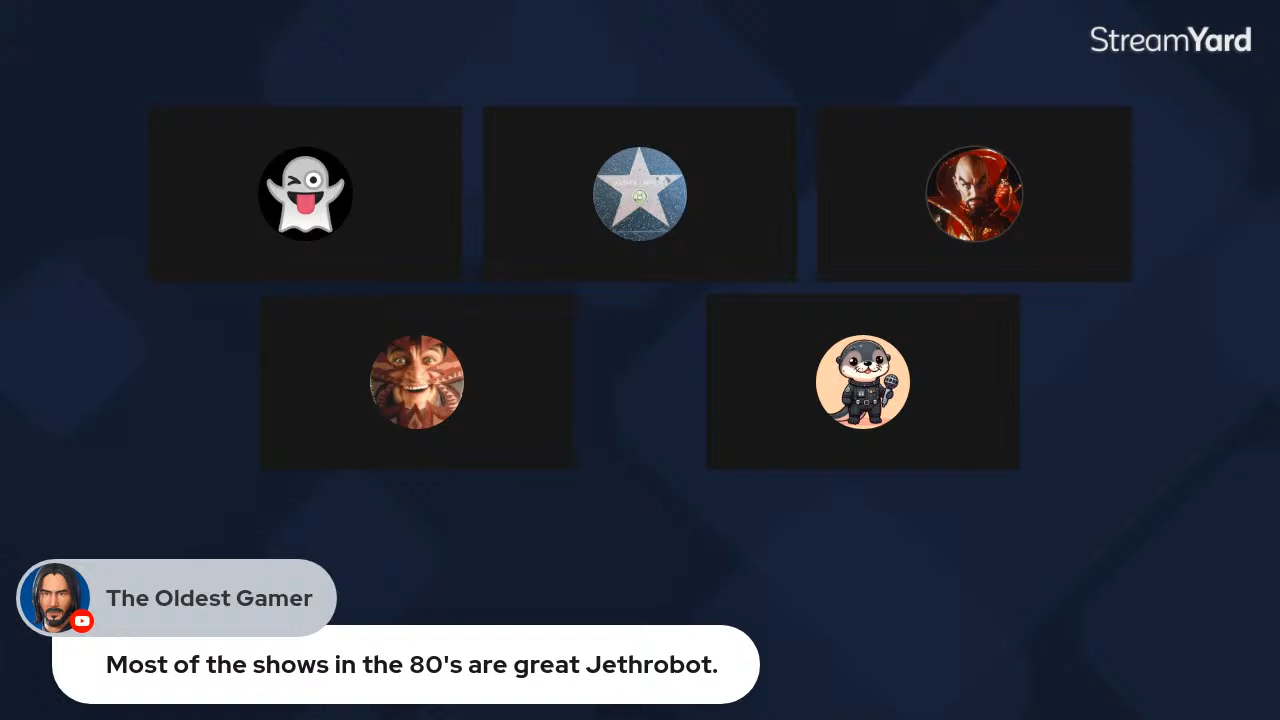 StreamYard
The Oldest Gamer
Most of the shows in the 80's are great Jethrobot.